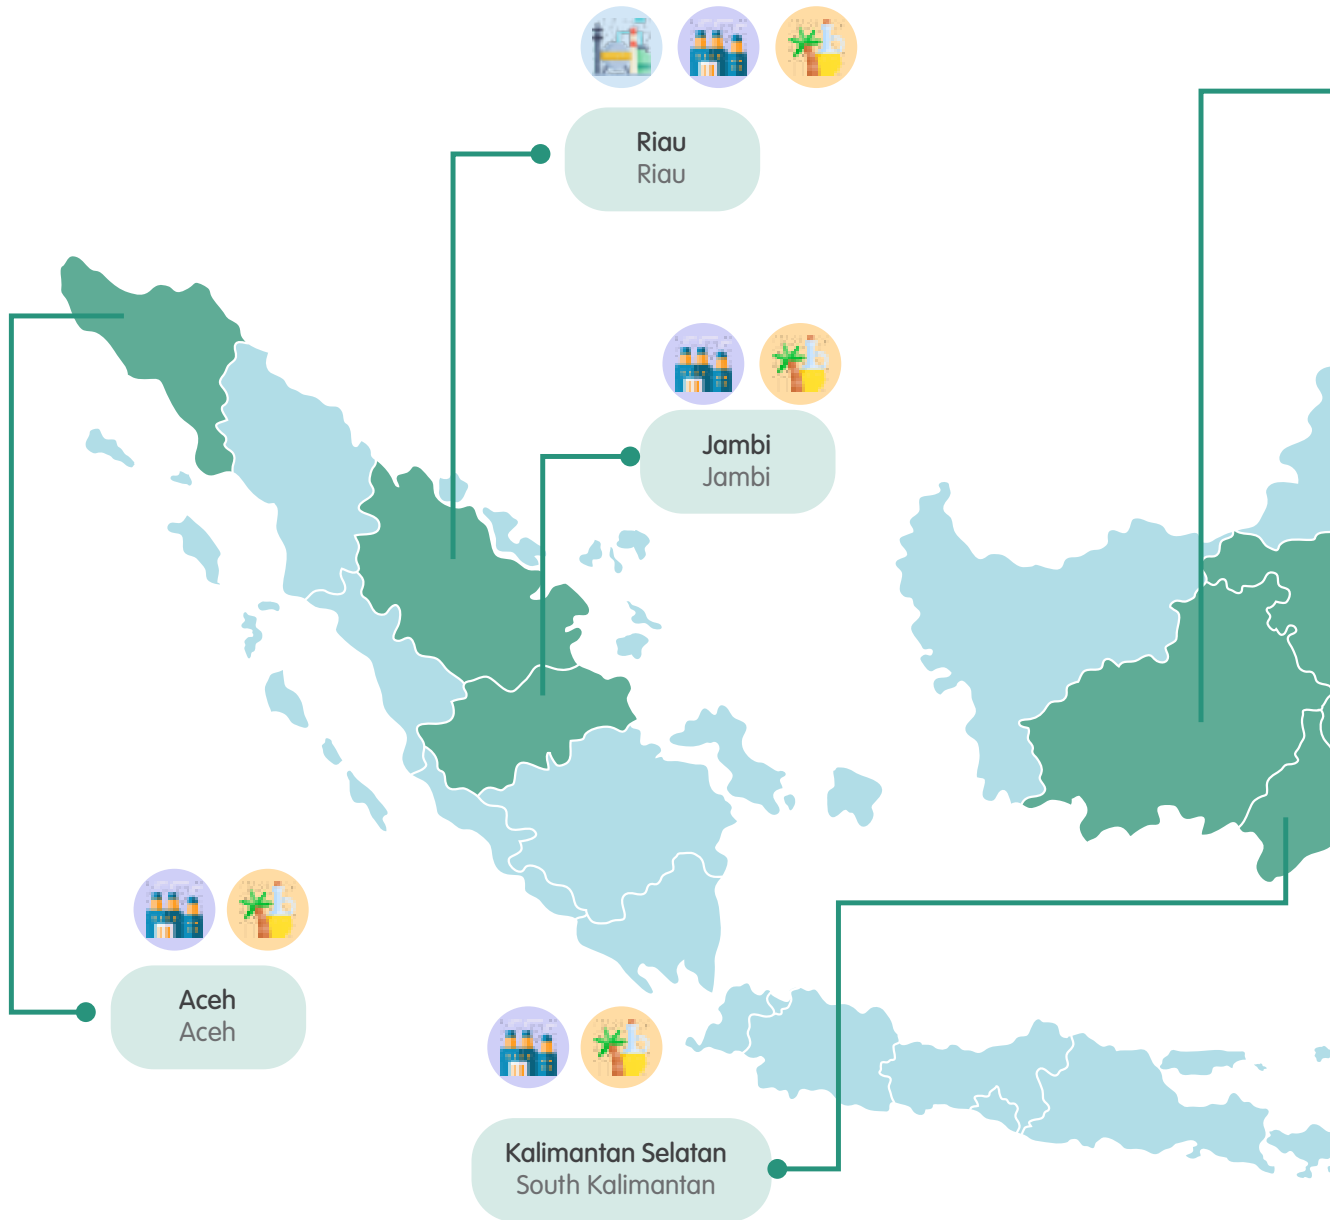 Riau
Riau
Jambi
Jambi
Aceh
Aceh
Kalimantan Selatan
South Kalimantan